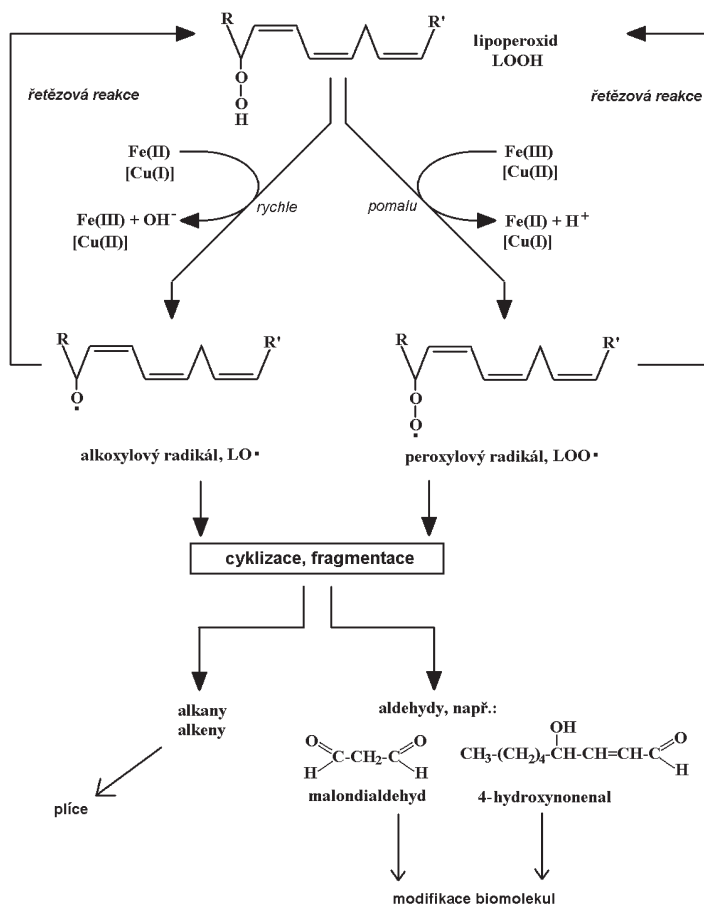 R
R'
lipoperoxid
LOOH
O
O
H
řetězová reakce
řetězová reakce
Fe(II)
[Cu(I)]
Fe(III)
[Cu(II)]
rychle
pomalu
Fe(III) + OH⁻
[Cu(II)]
Fe(II) + H⁺
[Cu(I)]
R
R'
O
·
R
R'
O
O
·
alkoxylový radikál, LO ·
peroxylový radikál, LOO ·
cyklizace, fragmentace
alkany
alkeny
aldehydy, např.:
O O
C-CH₂-C
H H
malondialdehyd
OH
O
CH₃-(CH₂)₄-CH-CH=CH-C
H
4-hydroxynonenal
plíce
modifikace biomolekul